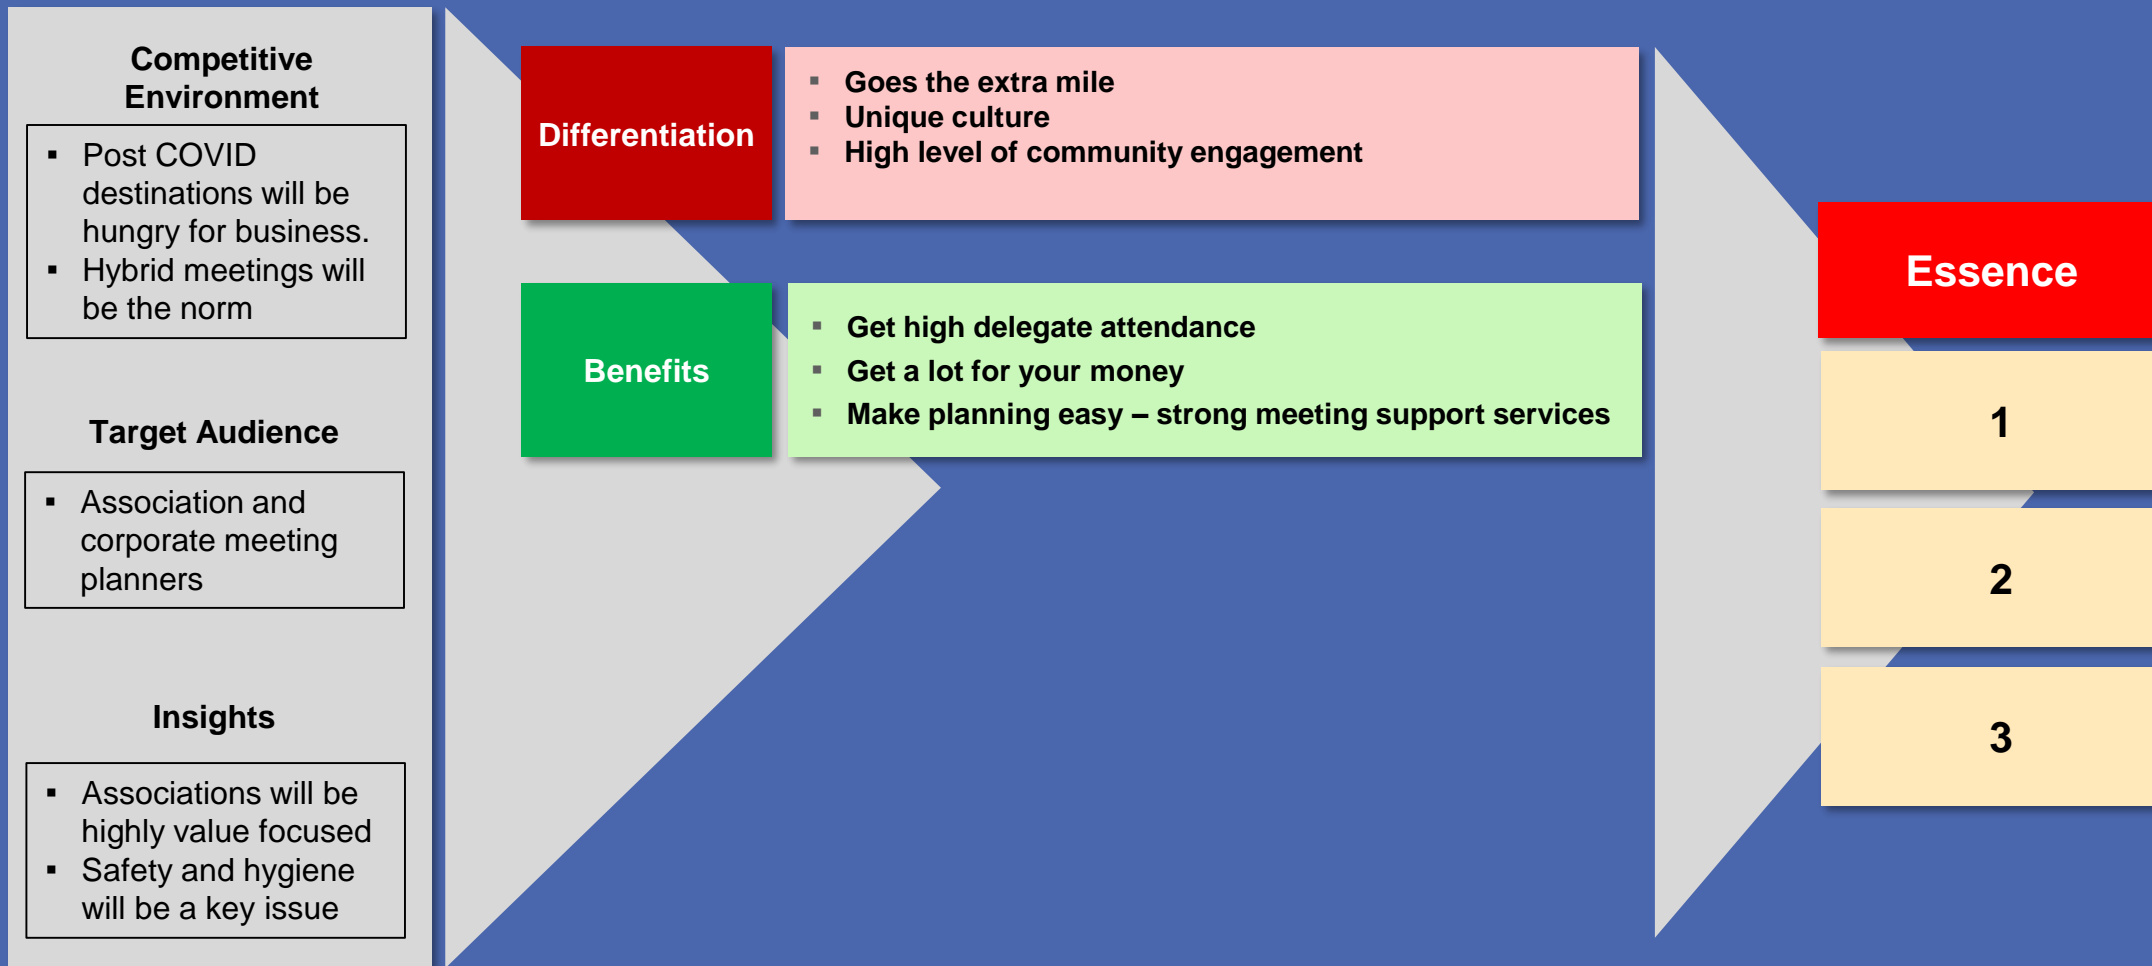 Competitive
Environment
▪ Post COVID
destinations will be
hungry for business.
▪ Hybrid meetings will
be the norm
Target Audience
▪ Association and
corporate meeting
planners
Insights
▪ Associations will be
highly value focused
▪ Safety and hygiene
will be a key issue
Differentiation
▪ Goes the extra mile
▪ Unique culture
▪ High level of community engagement
Benefits
▪ Get high delegate attendance
▪ Get a lot for your money
▪ Make planning easy – strong meeting support services
Essence
1
2
3